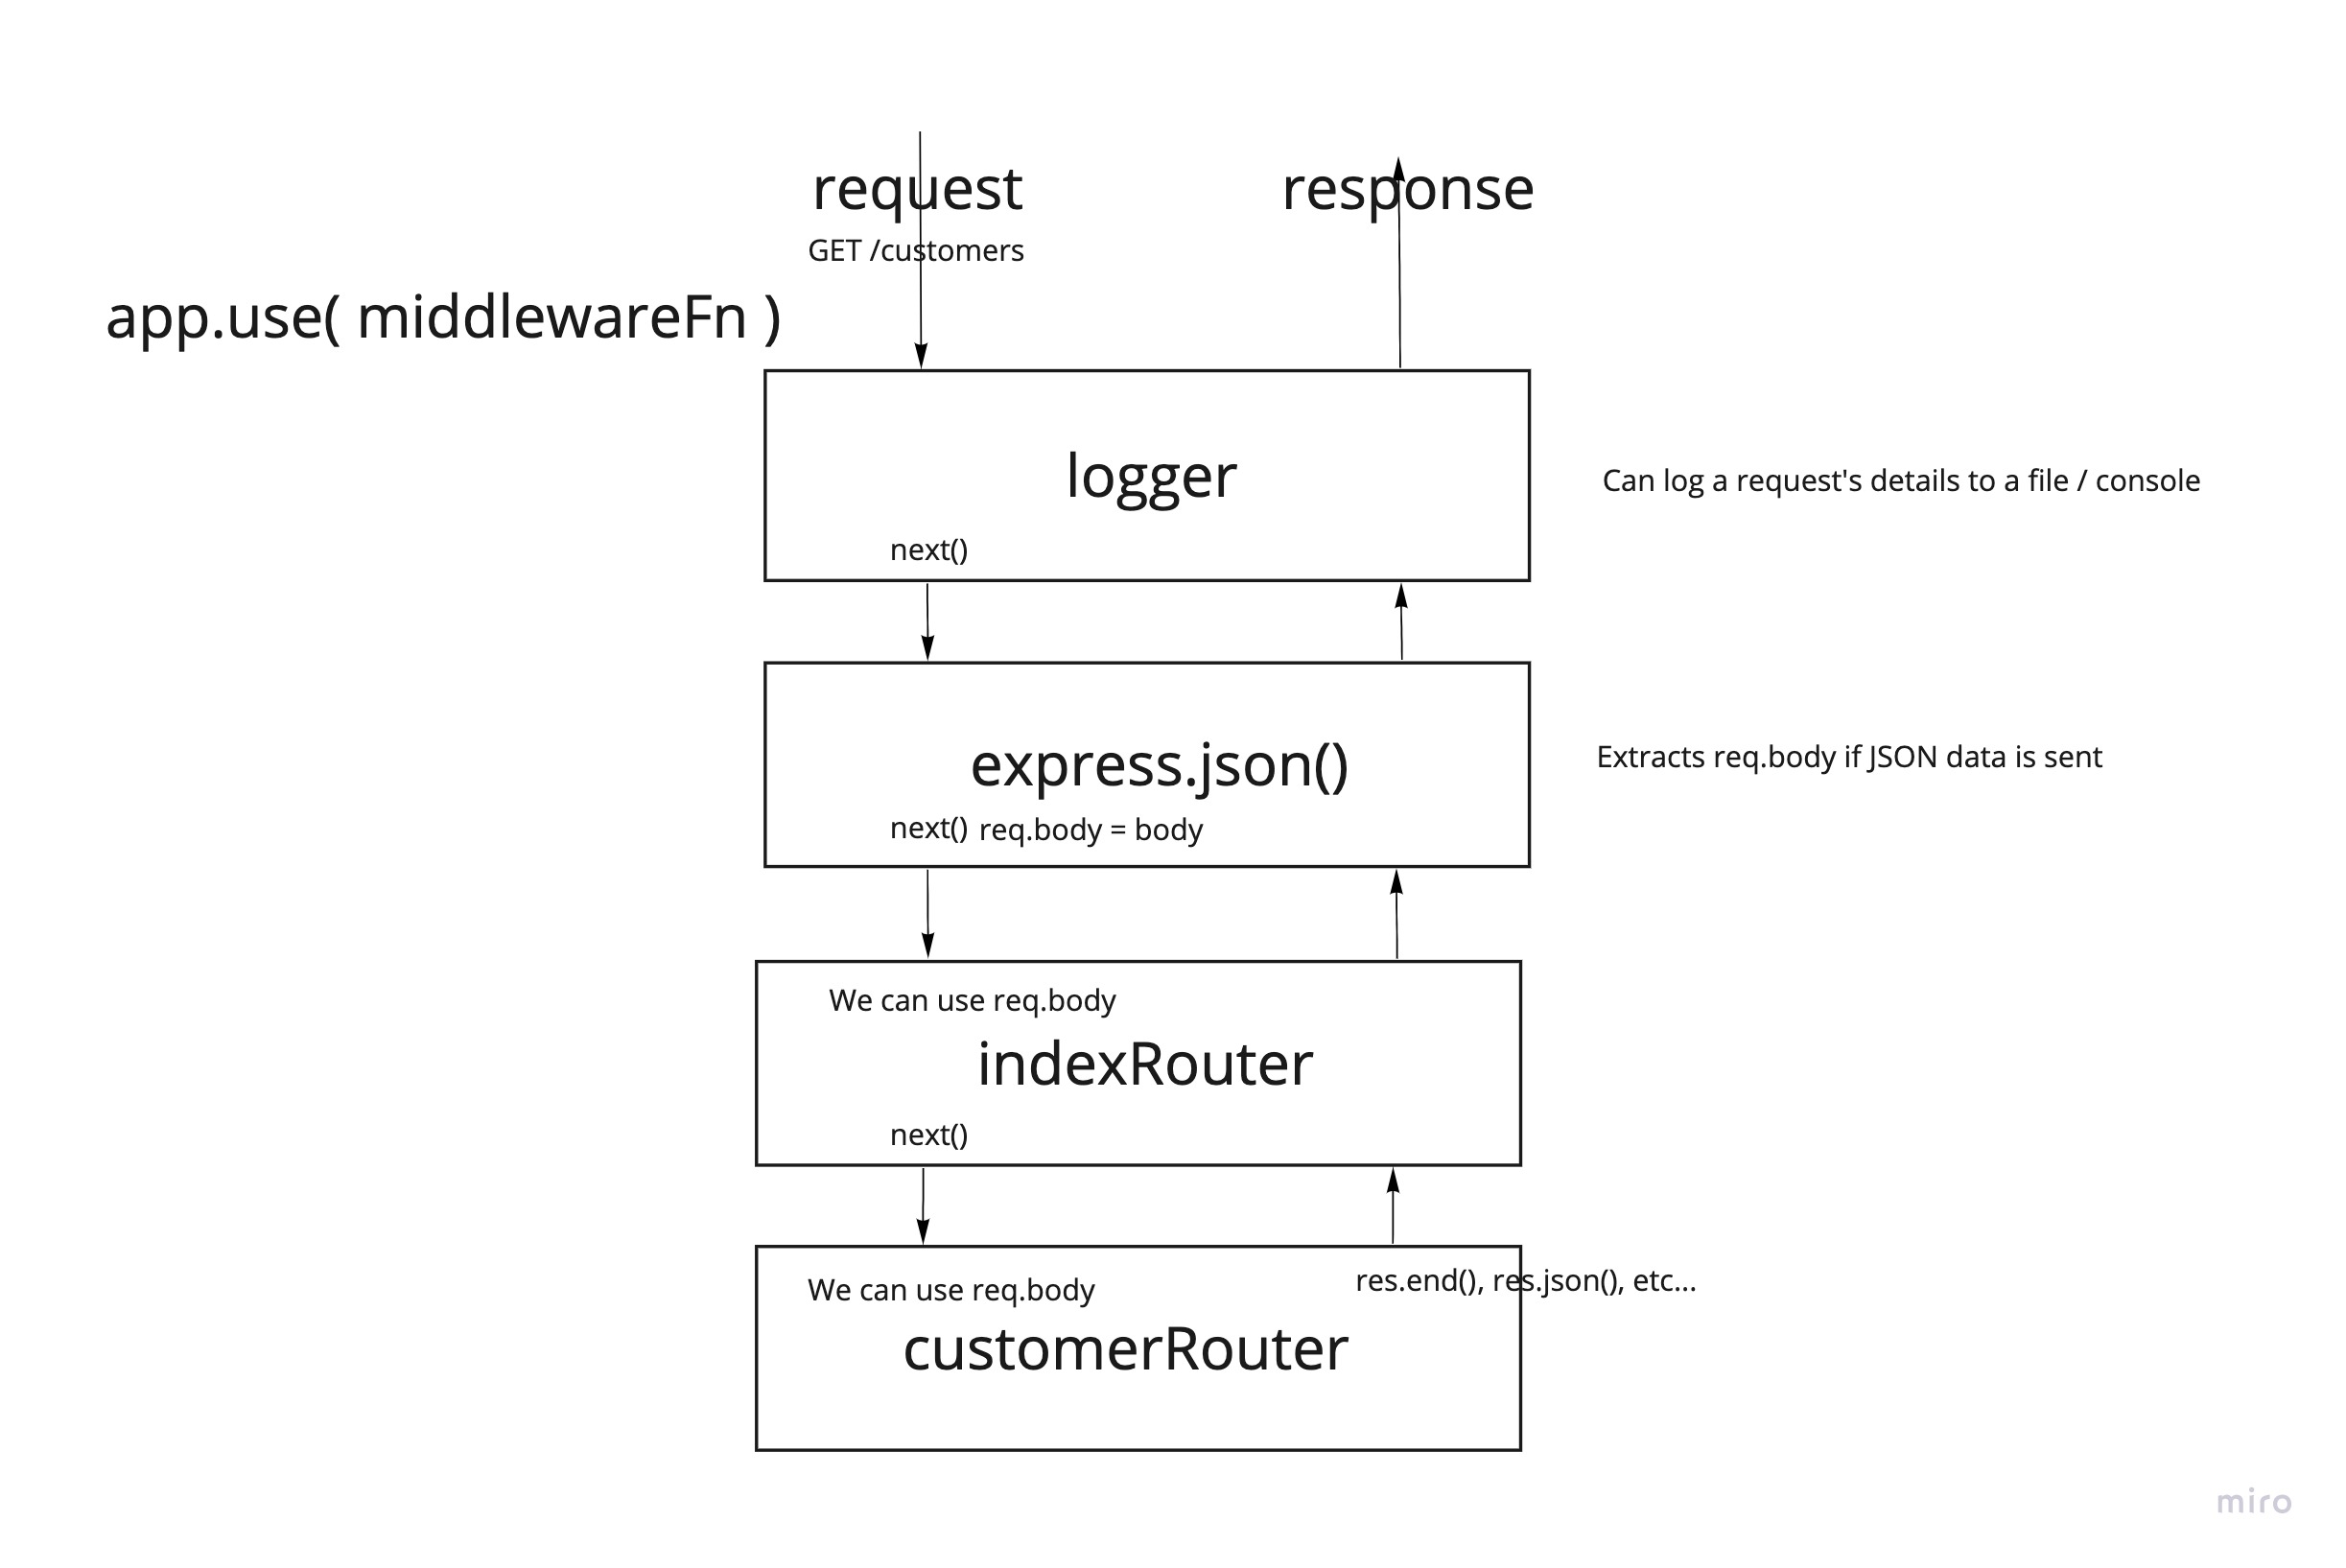 request
response
GET /customers
app.use( middlewareFn )
logger
Can log a request's details to a file / console
next()
express.json()
Extracts req.body if JSON data is sent
next() req.body = body
We can use req.body
indexRouter
next()
We can use req.body
res.end(), res.json(), etc...
customerRouter
miro